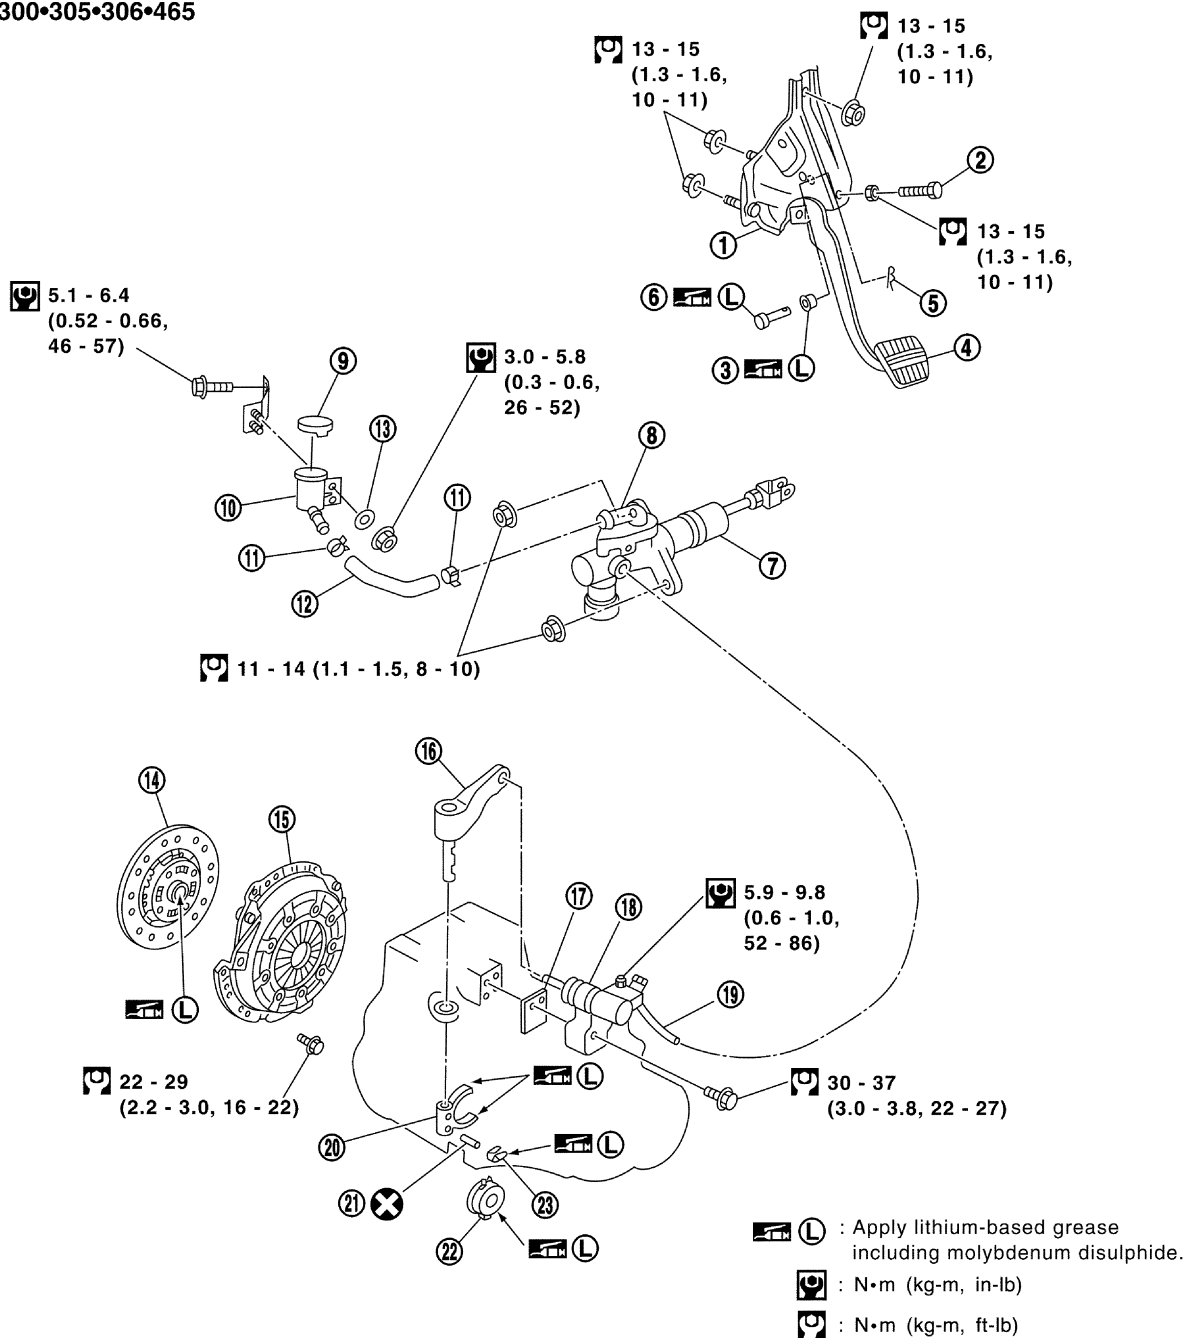 300•305•306•465
13 - 15
(1.3 - 1.6,
10 - 11)
13 - 15
(1.3 - 1.6,
10 - 11)
2
13 - 15
(1.3 - 1.6,
10 - 11)
1
5.1 - 6.4
(0.52 - 0.66,
46 - 57)
6 L
5
3 L
4
9
3.0 - 5.8
(0.3 - 0.6,
26 - 52)
13
8
10
11
11
12
7
11 - 14 (1.1 - 1.5, 8 - 10)
16
14
15
17
18
5.9 - 9.8
(0.6 - 1.0,
52 - 86)
19
L
22 - 29
(2.2 - 3.0, 16 - 22)
L
30 - 37
(3.0 - 3.8, 22 - 27)
20
L
21
23
22
L
L : Apply lithium-based grease
including molybdenum disulphide.
: N•m (kg-m, in-lb)
: N•m (kg-m, ft-lb)